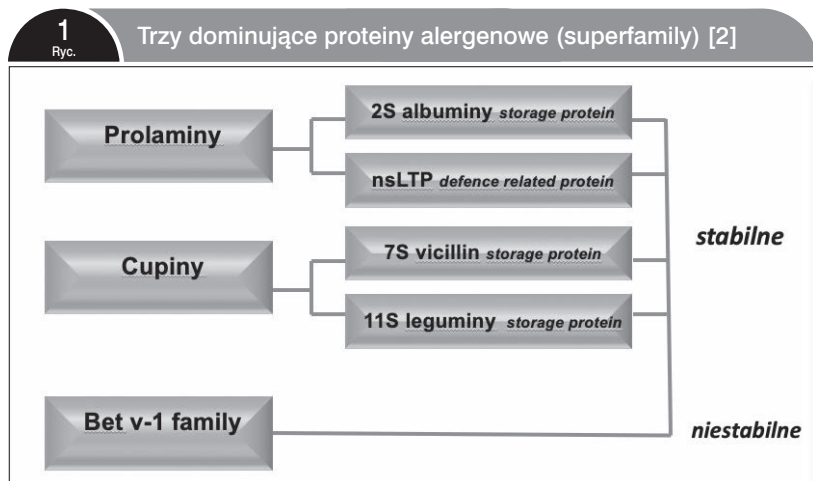 1
Ryc.
Trzy dominujące proteiny alergenowe (superfamily) [2]
Prolaminy
2S albuminy storage protein
nsLTP defence related protein
Cupiny
7S vicillin storage protein
11S leguminy storage protein
stabilne
Bet v-1 family
niestabilne